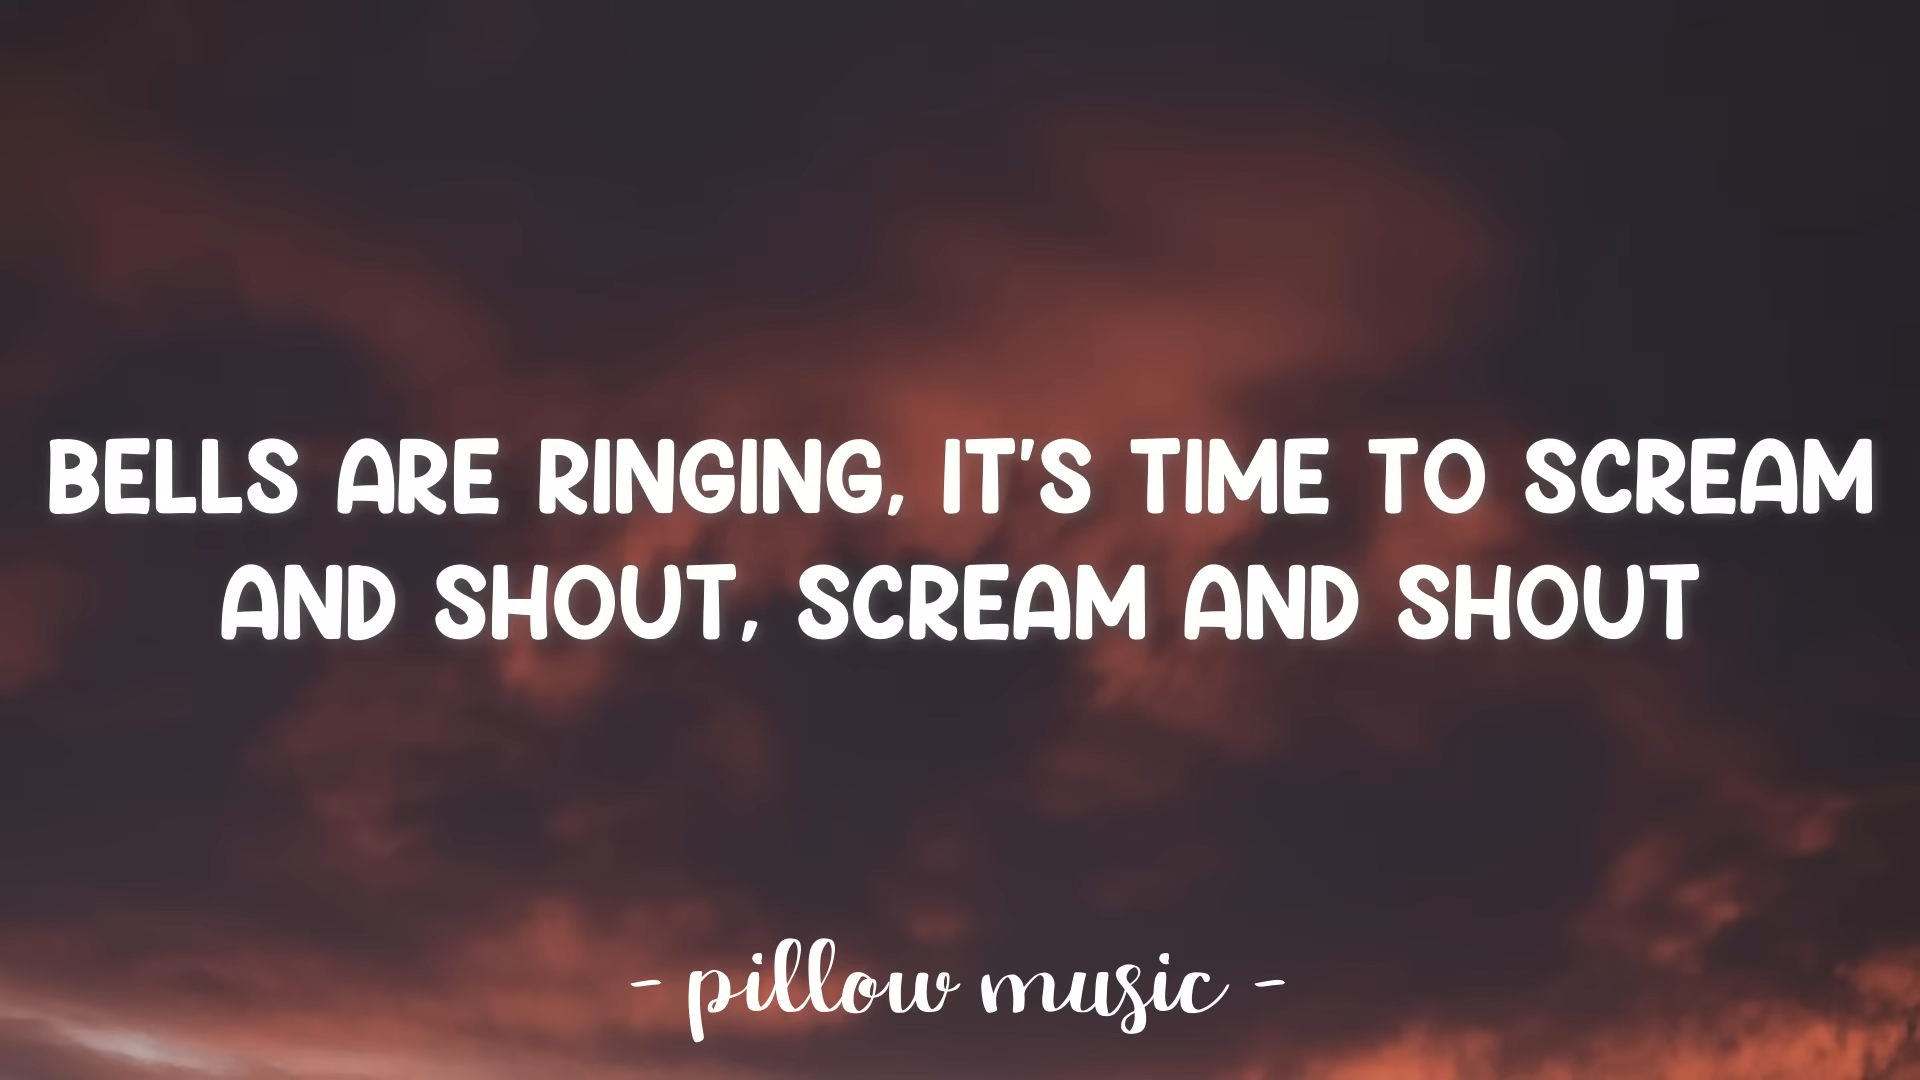 BELLS ARE RINGING, IT'S TIME TO SCREAM
AND SHOUT, SCREAM AND SHOUT
- pillow music -